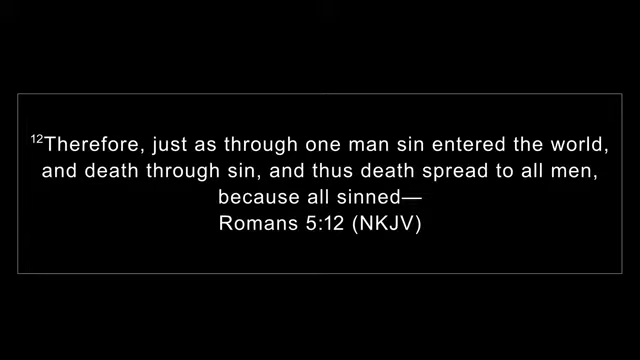 12Therefore, just as through one man sin entered the world,
and death through sin, and thus death spread to all men,
because all sinned—
Romans 5:12 (NKJV)